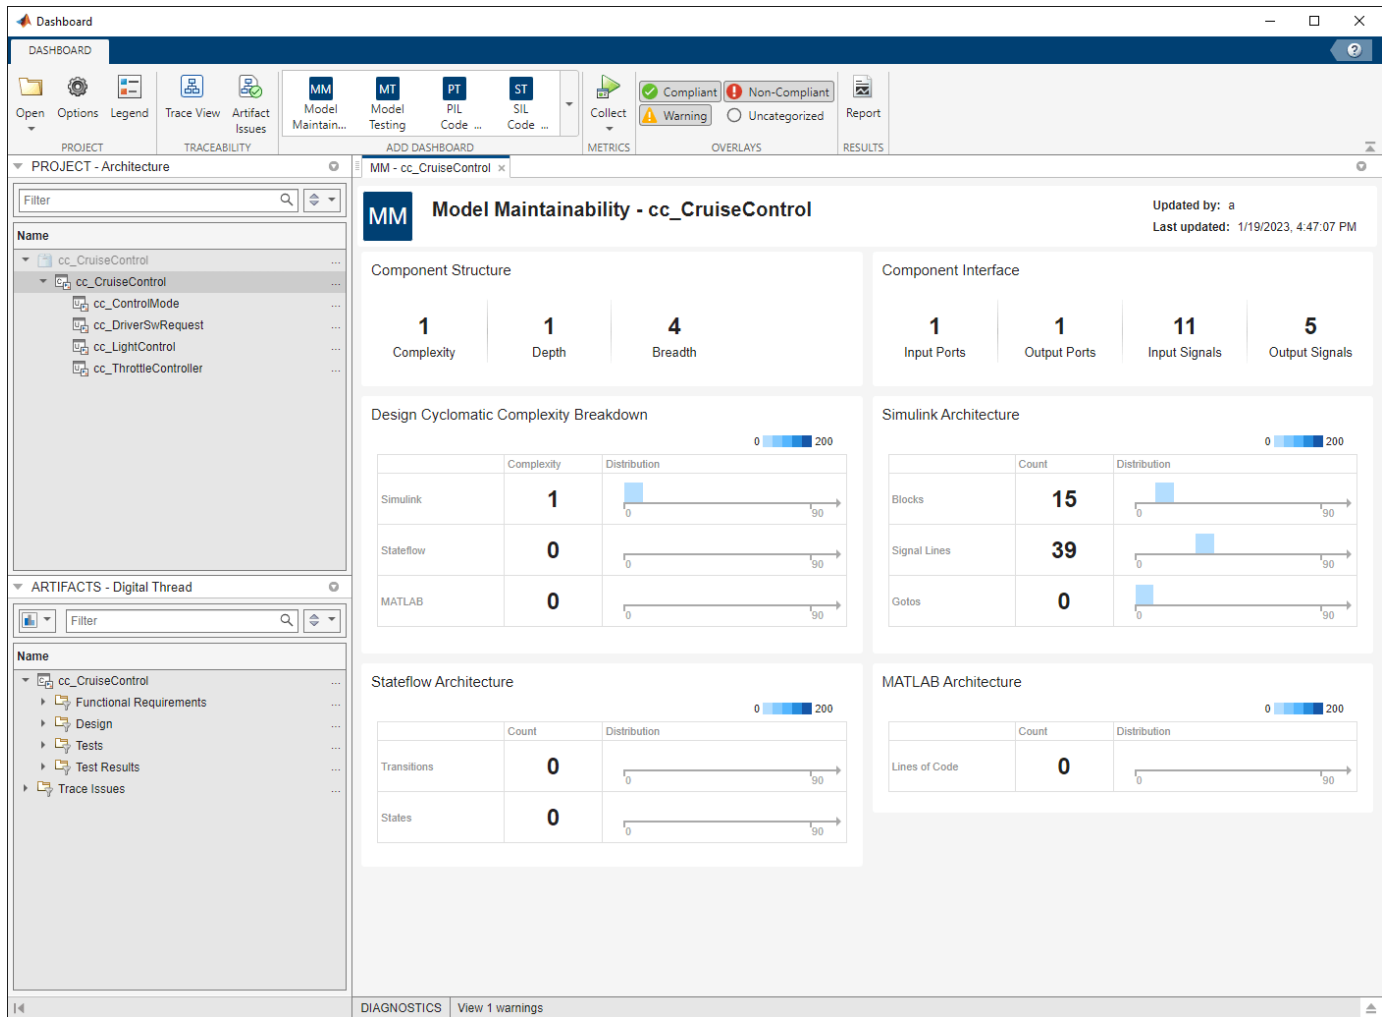 Dashboard
DASHBOARD
Open
Options
Legend
Trace View
Artifact Issues
MM
Model Maintain...
MT
Model Testing
PT
PIL Code ...
ST
SIL Code ...
Collect
Compliant
Non-Compliant
Warning
Uncategorized
Report
PROJECT
TRACEABILITY
ADD DASHBOARD
METRICS
OVERLAYS
RESULTS
PROJECT - Architecture
Filter
Name
cc_CruiseControl ...
cc_CruiseControl ...
cc_ControlMode ...
cc_DriverSwRequest ...
cc_LightControl ...
cc_ThrottleController ...
ARTIFACTS - Digital Thread
Filter
Name
cc_CruiseControl ...
Functional Requirements ...
Design ...
Tests ...
Test Results ...
Trace Issues ...
MM - cc_CruiseControl
MM
Model Maintainability - cc_CruiseControl
Updated by: a
Last updated: 1/19/2023, 4:47:07 PM
Component Structure
1 1 4
Complexity Depth Breadth
Component Interface
1 1 11 5
Input Ports Output Ports Input Signals Output Signals
Design Cyclomatic Complexity Breakdown
0 200
Complexity Distribution
Simulink 1 0 90
Stateflow 0 0 90
MATLAB 0 0 90
Simulink Architecture
0 200
Count Distribution
Blocks 15 0 90
Signal Lines 39 0 90
Gotos 0 0 90
Stateflow Architecture
0 200
Count Distribution
Transitions 0 0 90
States 0 0 90
MATLAB Architecture
0 200
Count Distribution
Lines of Code 0 0 90
DIAGNOSTICS View 1 warnings